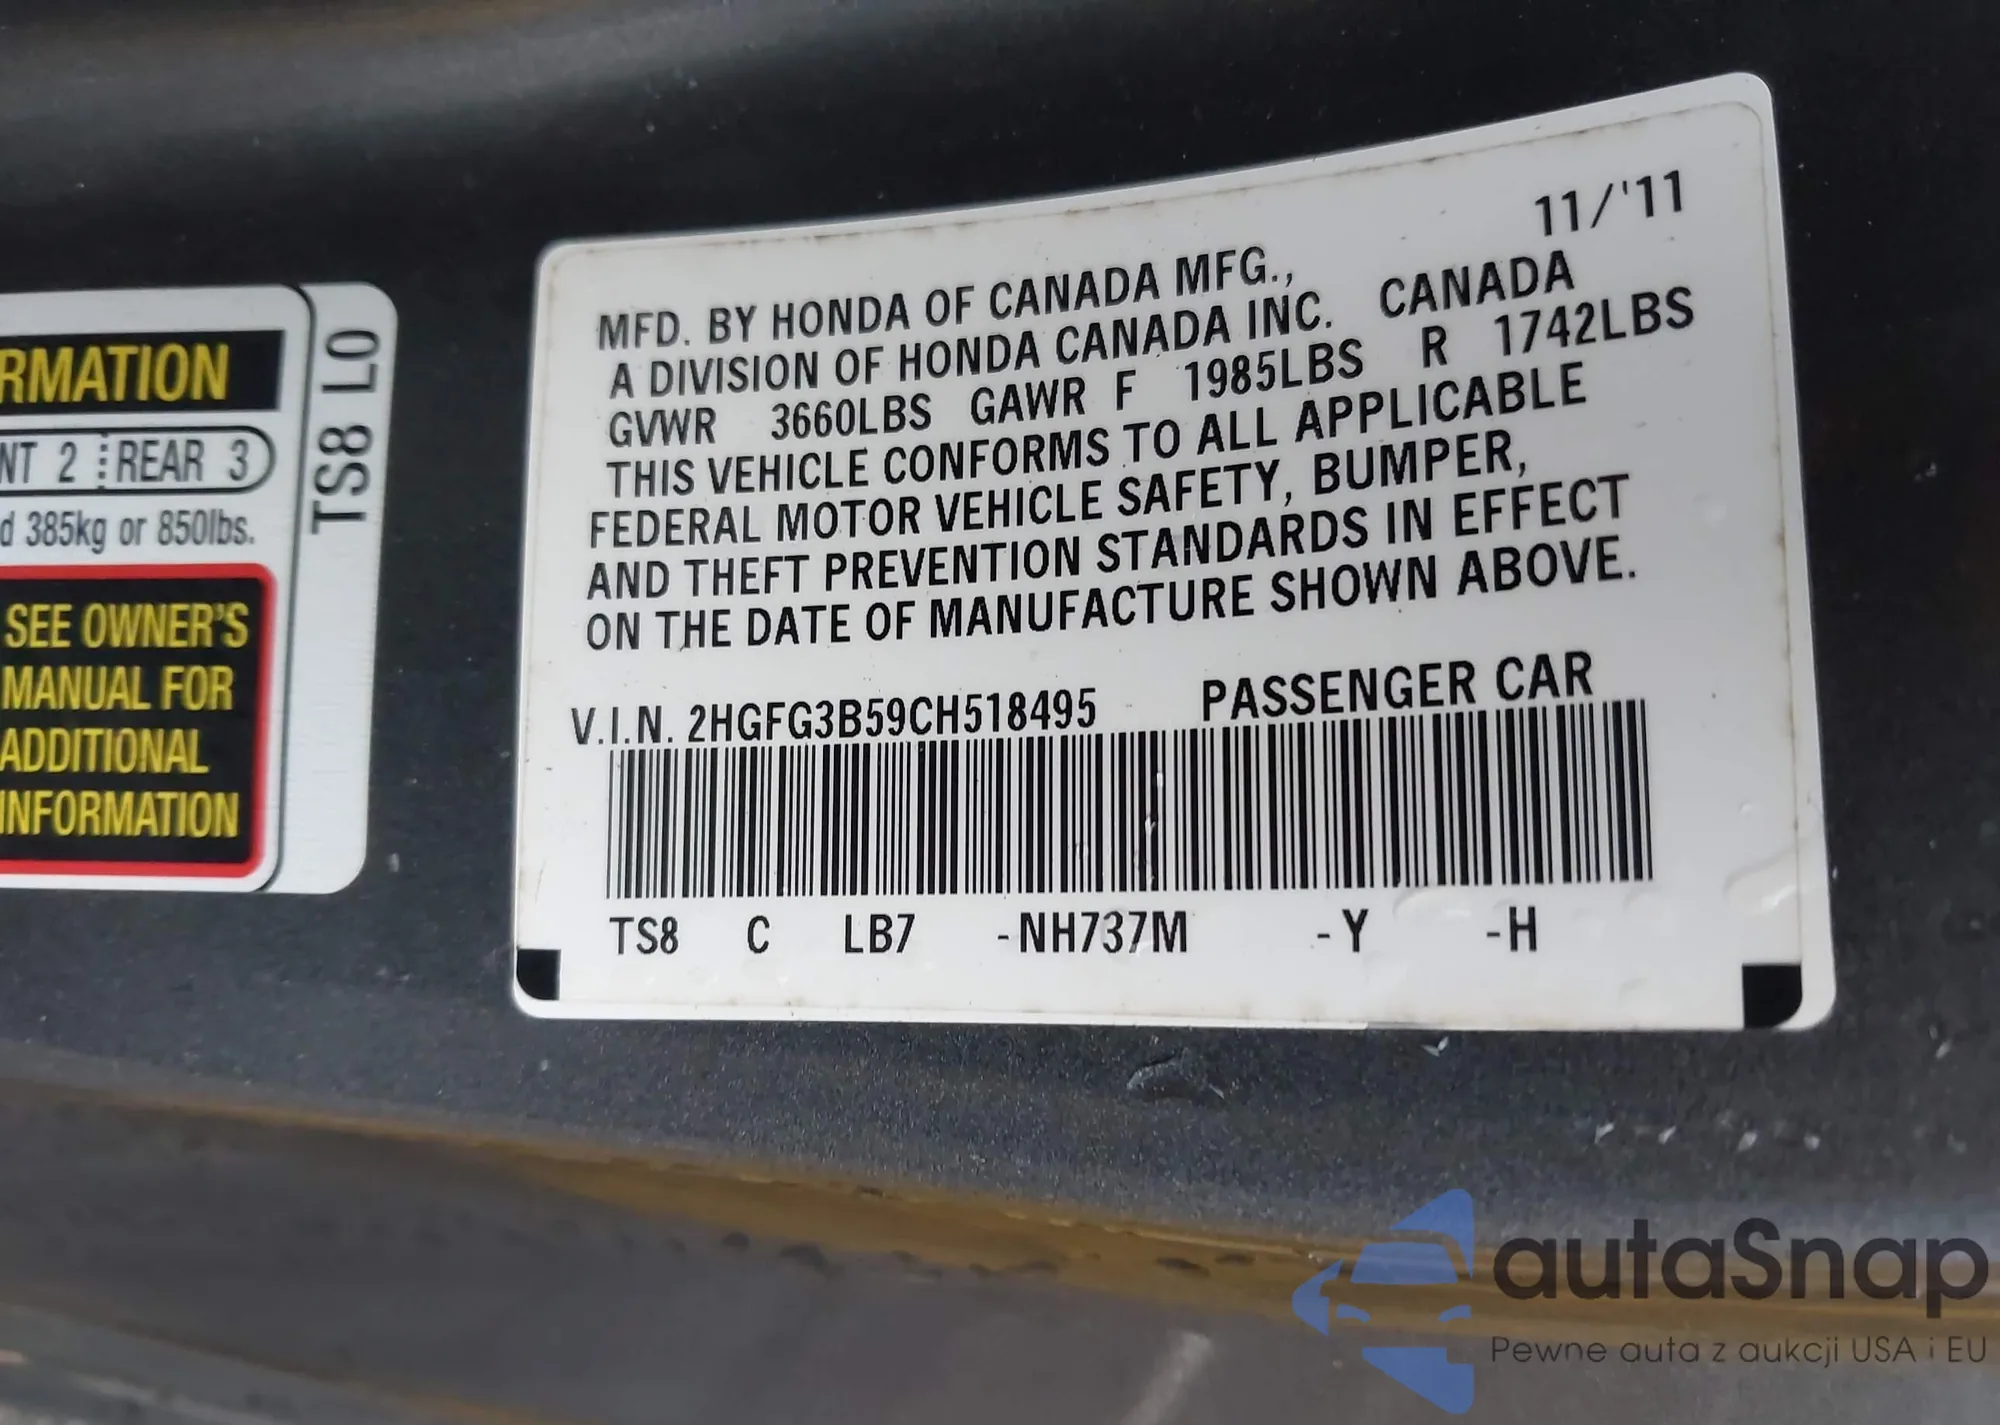 RMATION
NT 2 REAR 3
d 385kg or 850lbs.
SEE OWNER'S
MANUAL FOR
ADDITIONAL
INFORMATION
TS8 L0
11/'11
MFD. BY HONDA OF CANADA MFG.,
A DIVISION OF HONDA CANADA INC. CANADA
GVWR 3660LBS GAWR F 1985LBS R 1742LBS
THIS VEHICLE CONFORMS TO ALL APPLICABLE
FEDERAL MOTOR VEHICLE SAFETY, BUMPER,
AND THEFT PREVENTION STANDARDS IN EFFECT
ON THE DATE OF MANUFACTURE SHOWN ABOVE.
V.I.N. 2HGFG3B59CH518495 PASSENGER CAR
TS8 C LB7 -NH737M -Y -H
autaSnap
Pewne auta z aukcji USA i EU